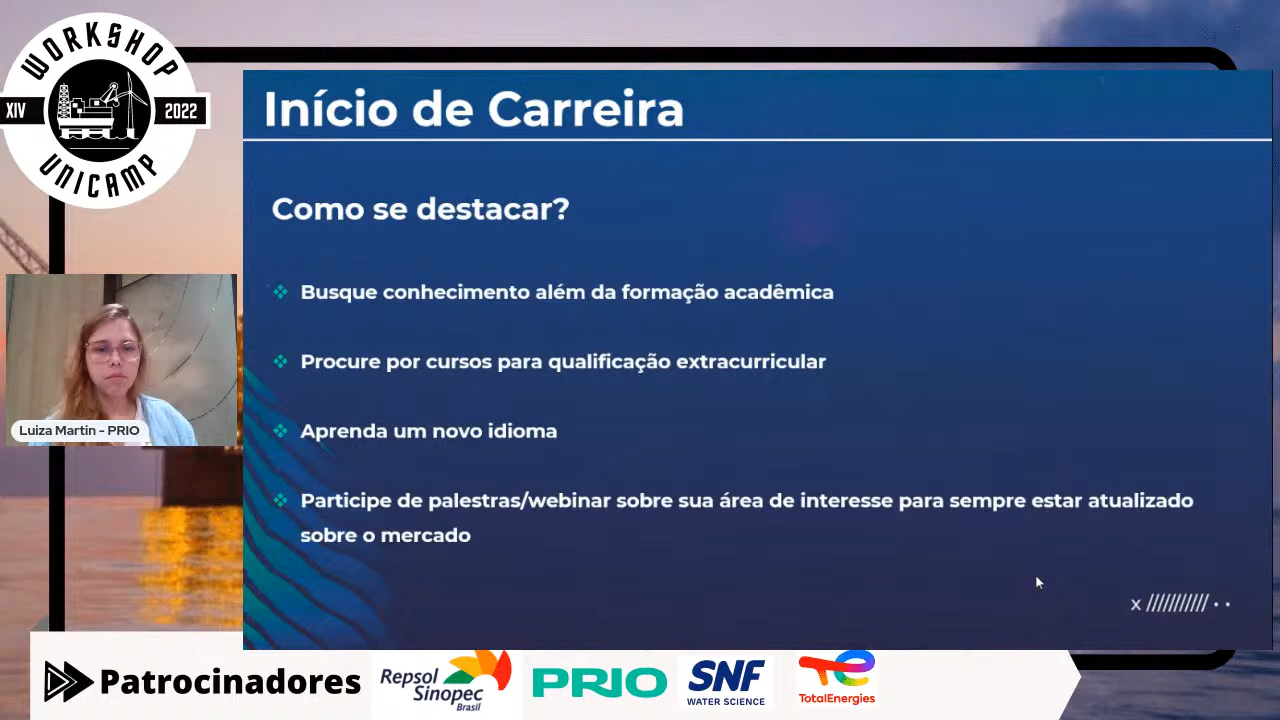 WORKSHOP
XIV
2022
UNICAMP
Início de Carreira
Como se destacar?
Busque conhecimento além da formação acadêmica
Procure por cursos para qualificação extracurricular
Aprenda um novo idioma
Participe de palestras/webinar sobre sua área de interesse para sempre estar atualizado
sobre o mercado
Luiza Martin - PRIO
x /////////// • •
Patrocinadores
Repsol
Sinopec
Brasil
PRIO
SNF
WATER SCIENCE
TotalEnergies